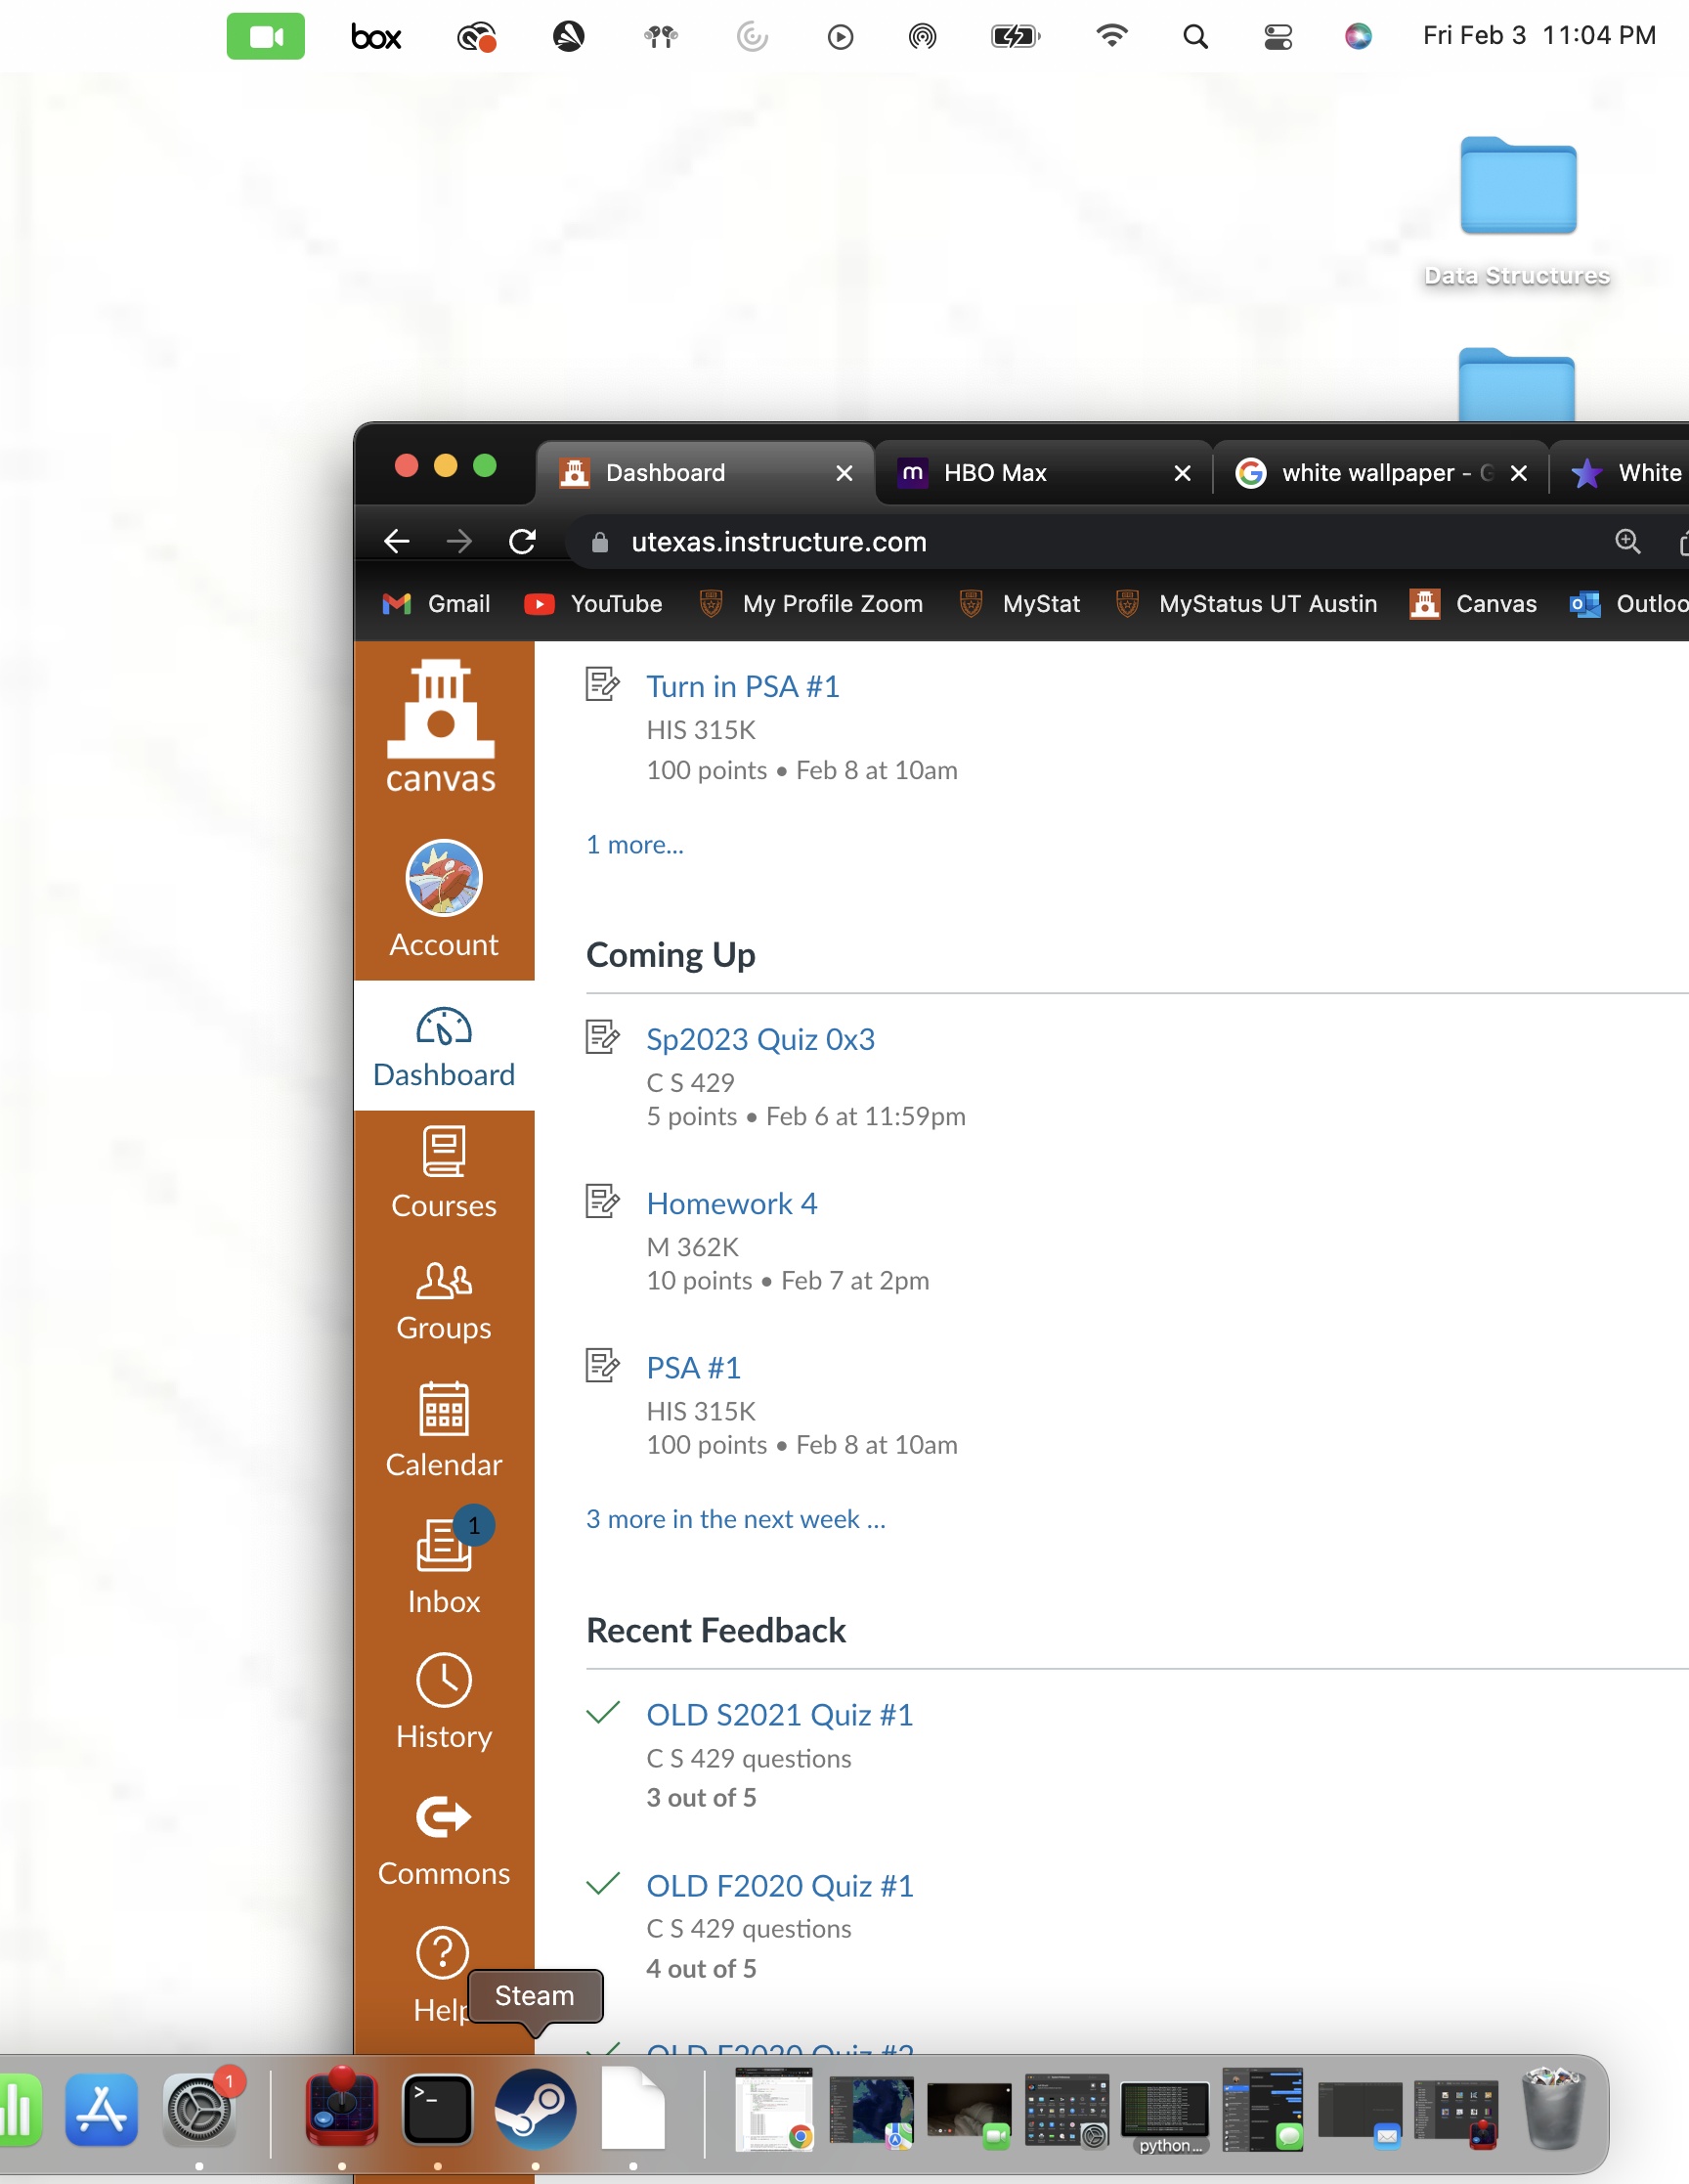 box
Fri Feb 3 11:04 PM
Data Structures
Dashboard
HBO Max
white wallpaper - G
White
utexas.instructure.com
Gmail
YouTube
My Profile Zoom
MyStat
MyStatus UT Austin
Canvas
Outloo
canvas
Account
Dashboard
Courses
Groups
Calendar
1
Inbox
History
Commons
Help
Turn in PSA #1
HIS 315K
100 points • Feb 8 at 10am
1 more...
Coming Up
Sp2023 Quiz 0x3
C S 429
5 points • Feb 6 at 11:59pm
Homework 4
M 362K
10 points • Feb 7 at 2pm
PSA #1
HIS 315K
100 points • Feb 8 at 10am
3 more in the next week ...
Recent Feedback
OLD S2021 Quiz #1
C S 429 questions
3 out of 5
OLD F2020 Quiz #1
C S 429 questions
4 out of 5
OLD F2020 Quiz #2
Steam
1
>_
python...